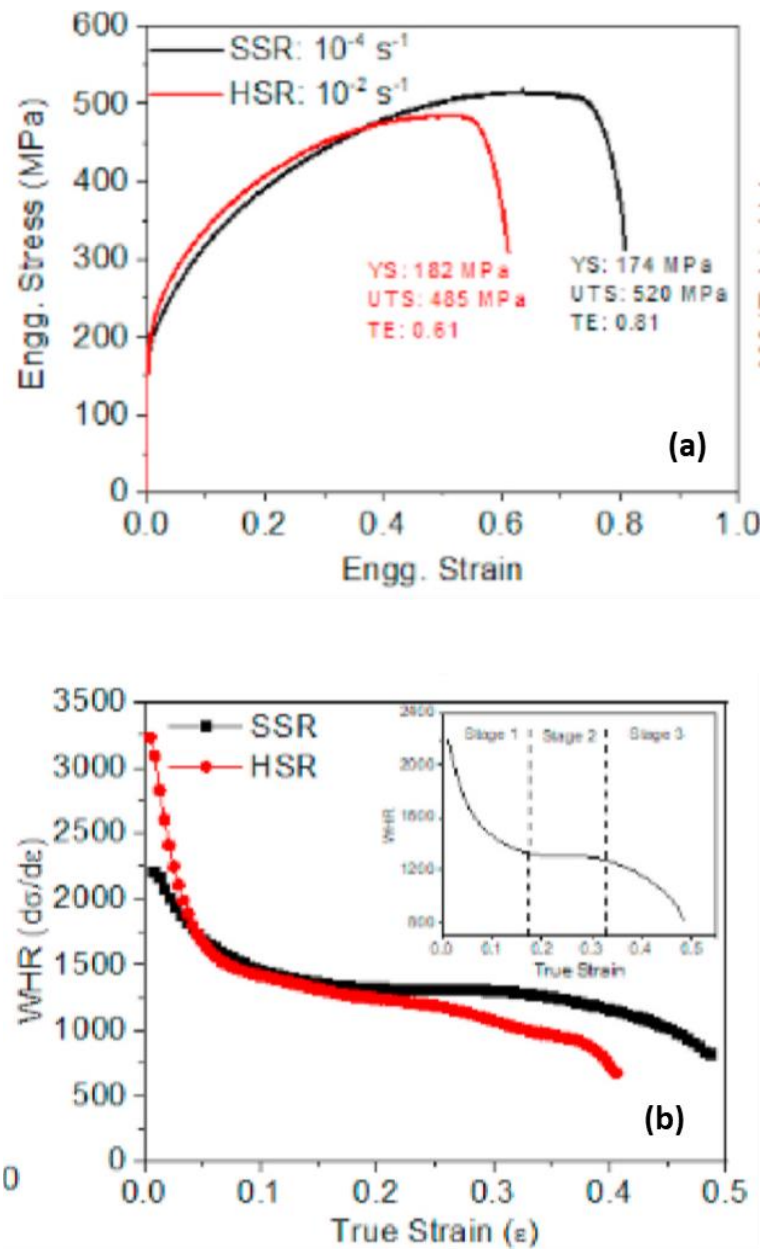 600
500
400
300
200
100
0
Engg. Stress (MPa)
SSR: 10⁻⁴ s⁻¹
HSR: 10⁻² s⁻¹
YS: 182 MPa
UTS: 485 MPa
TE: 0.61
YS: 174 MPa
UTS: 520 MPa
TE: 0.81
(a)
0.0 0.2 0.4 0.6 0.8 1.0
Engg. Strain
3500
3000
2500
2000
1500
1000
500
0
WHR (dσ/dε)
SSR
HSR
2400
2000
1600
1200
800
WHR
Stage 1 Stage 2 Stage 3
0.0 0.1 0.2 0.3 0.4 0.5
True Strain
(b)
0
0.0 0.1 0.2 0.3 0.4 0.5
True Strain (ε)